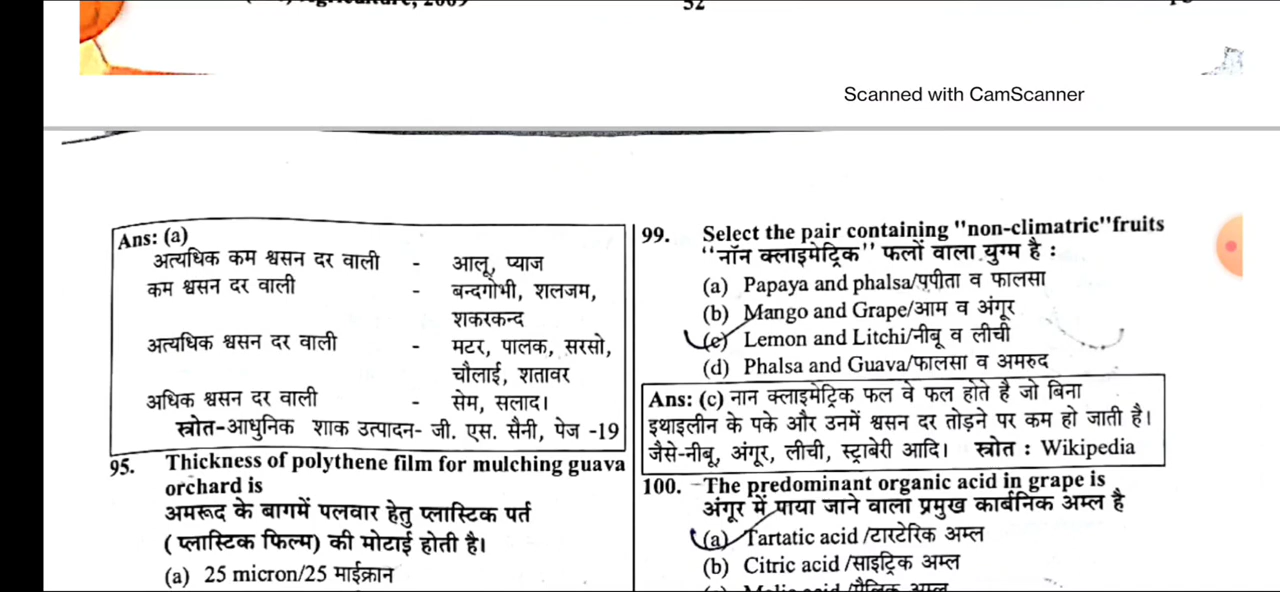 52
Scanned with CamScanner
Ans: (a)
अत्यधिक कम श्वसन दर वाली - आलू, प्याज
कम श्वसन दर वाली - बन्दगोभी, शलजम,
शकरकन्द
अत्यधिक श्वसन दर वाली - मटर, पालक, सरसो,
चौलाई, शतावर
अधिक श्वसन दर वाली - सेम, सलाद।
स्त्रोत-आधुनिक शाक उत्पादन- जी. एस. सैनी, पेज -19
95. Thickness of polythene film for mulching guava
orchard is
अमरूद के बागमें पलवार हेतु प्लास्टिक पर्त
( प्लास्टिक फिल्म) की मोटाई होती है।
(a) 25 micron/25 माईक्रान
99. Select the pair containing "non-climatric"fruits
"नॉन क्लाइमेट्रिक" फलों वाला युग्म है :
(a) Papaya and phalsa/पपीता व फालसा
(b) Mango and Grape/आम व अंगूर
(c) Lemon and Litchi/नीबू व लीची
(d) Phalsa and Guava/फालसा व अमरुद
Ans: (c) नान क्लाइमेट्रिक फल वे फल होते है जो बिना
इथाइलीन के पके और उनमें श्वसन दर तोड़ने पर कम हो जाती है।
जैसे-नीबू, अंगूर, लीची, स्ट्राबेरी आदि। स्त्रोत : Wikipedia
100. The predominant organic acid in grape is
अंगूर में पाया जाने वाला प्रमुख कार्बनिक अम्ल है
(a) Tartatic acid /टारटेरिक अम्ल
(b) Citric acid /साइट्रिक अम्ल